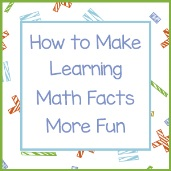 How to Make
Learning
Math Facts
More Fun